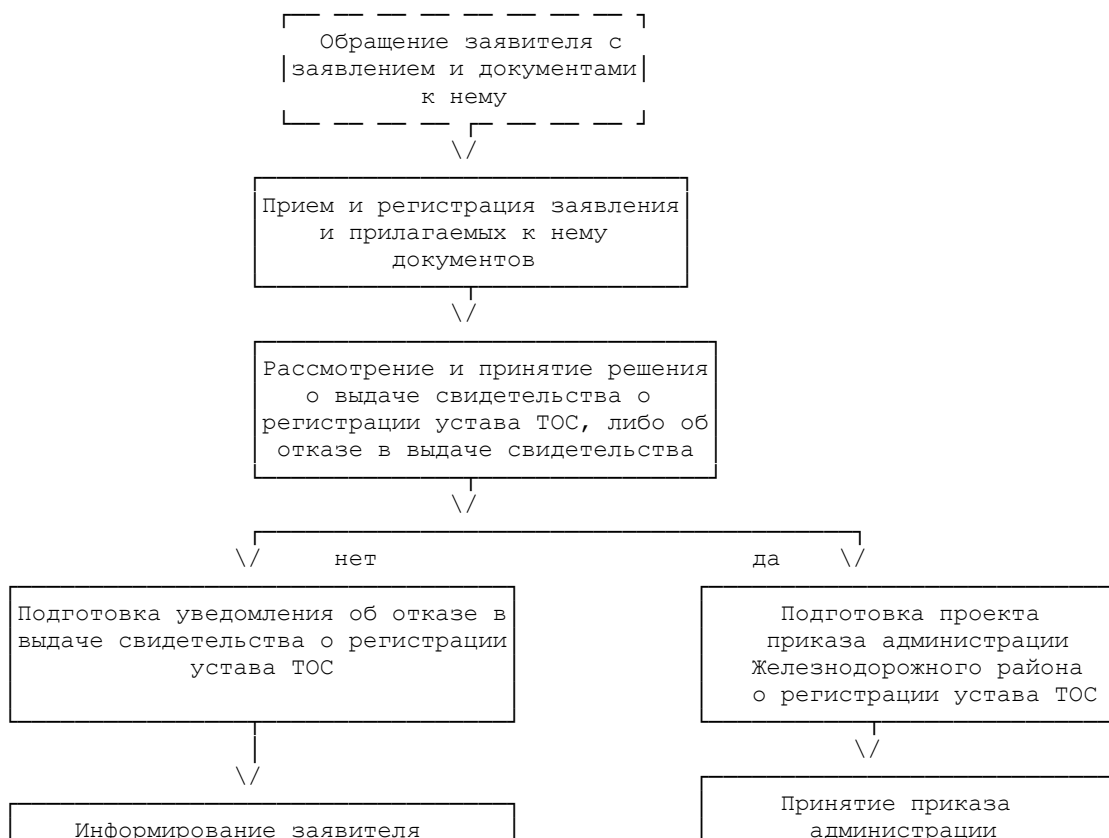 Обращение заявителя с
заявлением и документами
к нему
Прием и регистрация заявления
и прилагаемых к нему
документов
Рассмотрение и принятие решения
о выдаче свидетельства о
регистрации устава ТОС, либо об
отказе в выдаче свидетельства
нет
да
Подготовка уведомления об отказе в
выдаче свидетельства о регистрации
устава ТОС
Подготовка проекта
приказа администрации
Железнодорожного района
о регистрации устава ТОС
Информирование заявителя
Принятие приказа
администрации